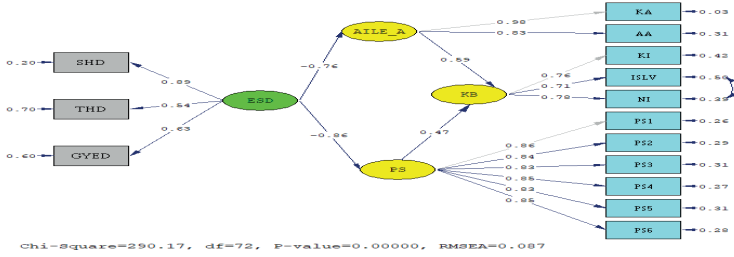 KA
0.03
0.98
AILE_A
AA
0.31
0.83
KI
0.42
0.20
SHD
0.59
0.76
-0.76
ISLV
0.50
0.89
0.71
KB
NI
0.39
0.78
ESD
0.70
THD
0.54
PS1
0.26
0.63
0.47
-0.86
0.86
PS2
0.29
0.84
0.60
GYED
PS3
0.31
0.83
PS
0.85
PS4
0.27
0.83
0.85
PS5
0.31
PS6
0.28
Chi-Square=290.17, df=72, P-value=0.00000, RMSEA=0.087